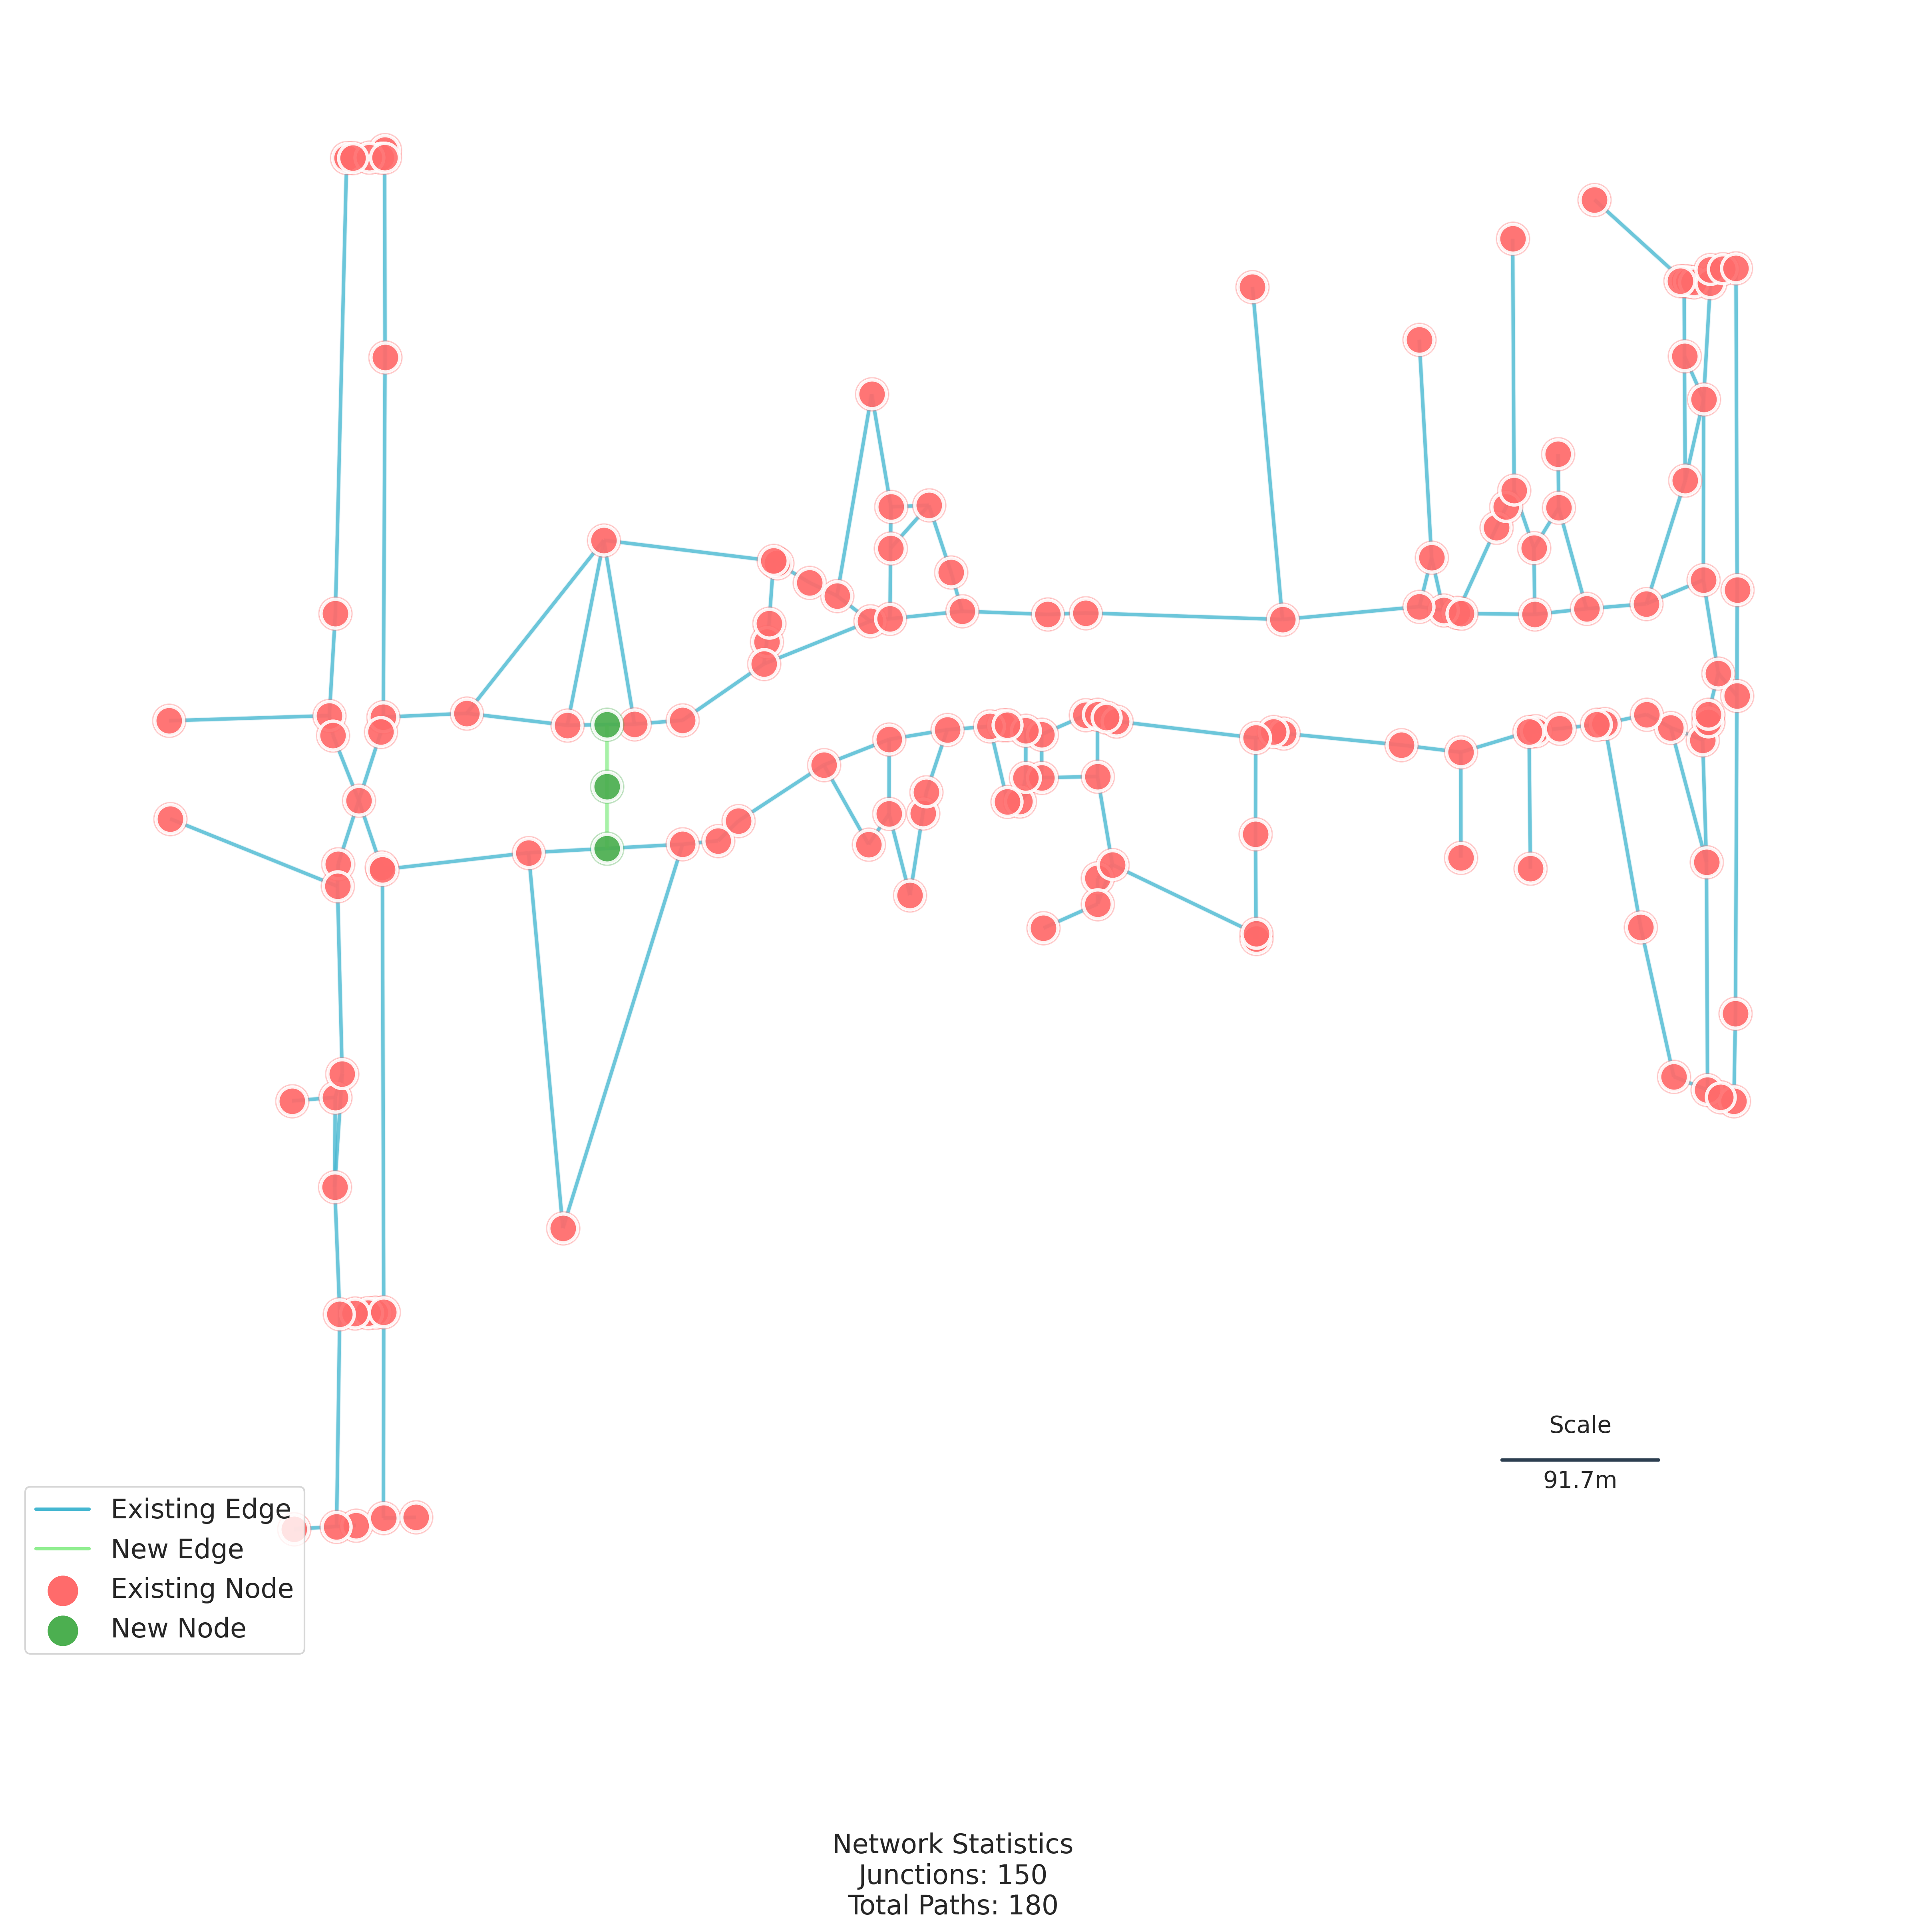 Scale
91.7m
Existing Edge
New Edge
Existing Node
New Node
Network Statistics
Junctions: 150
Total Paths: 180